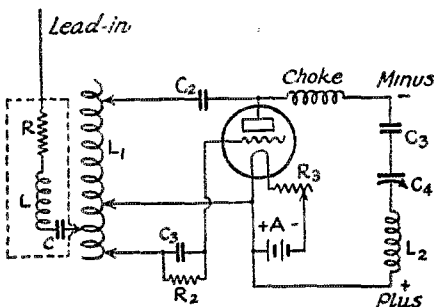 Lead-in
C2
Choke
Minus
-
R
L1
C3
C4
R3
L
C
+A-
C3
R2
L2
+
Plus